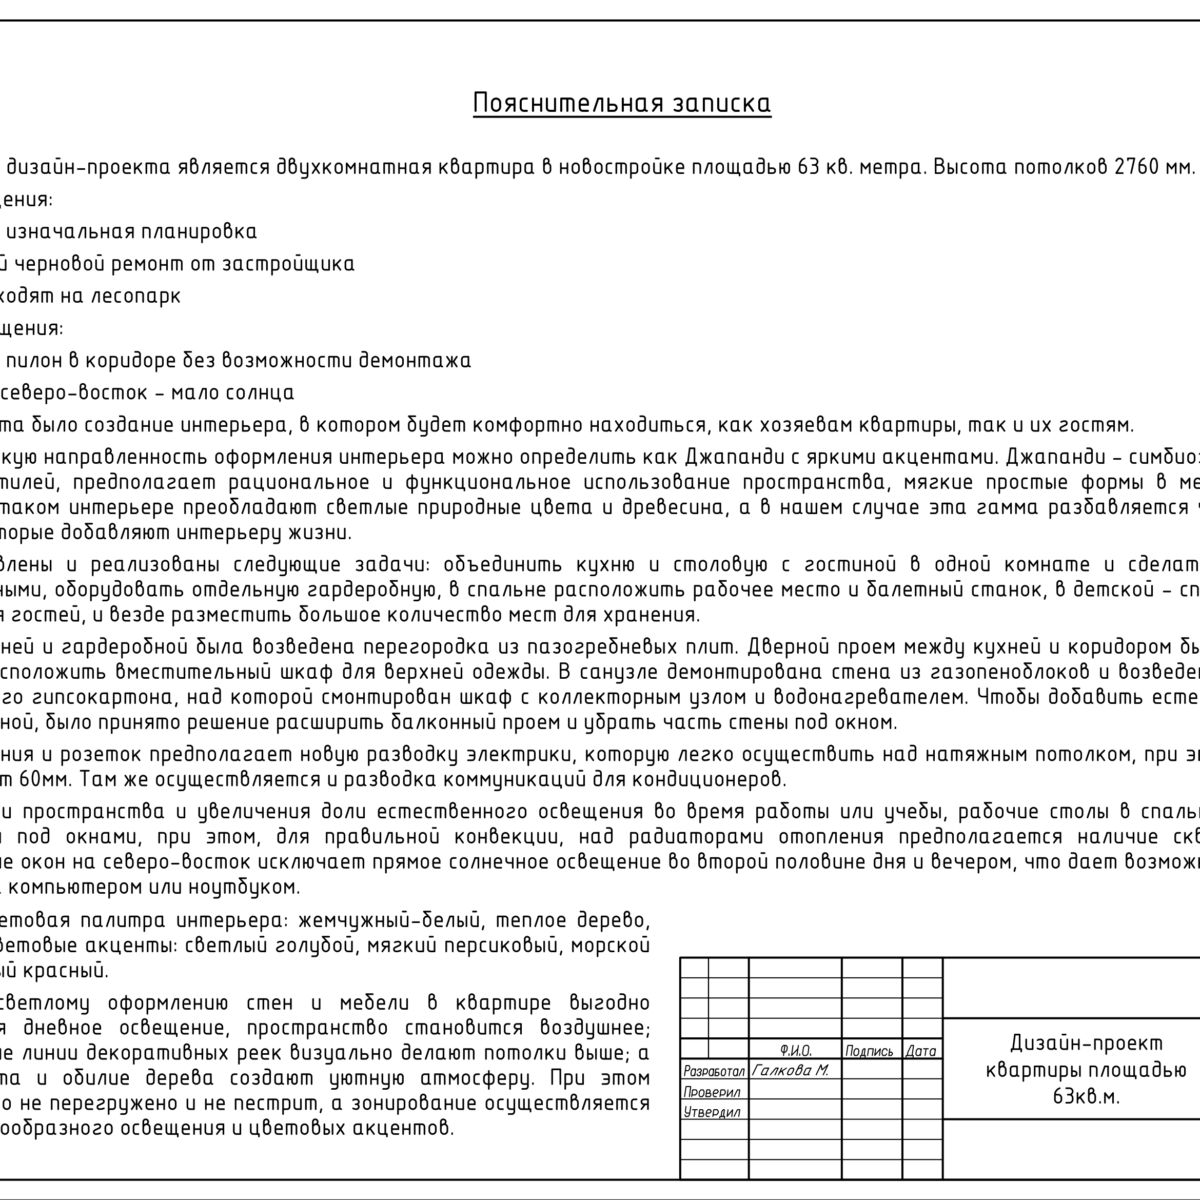 Пояснительная записка
дизайн-проекта является двухкомнатная квартира в новостройке площадью 63 кв. метра. Высота потолков 2760 мм.
ения:
изначальная планировка
й черновой ремонт от застройщика
ходят на лесопарк
щения:
пилон в коридоре без возможности демонтажа
северо-восток - мало солнца
та было создание интерьера, в котором будет комфортно находиться, как хозяевам квартиры, так и их гостям.
кую направленность оформления интерьера можно определить как Джапанди с яркими акцентами. Джапанди - симбиоз
тилей, предполагает рациональное и функциональное использование пространства, мягкие простые формы в ме
таком интерьере преобладают светлые природные цвета и древесина, а в нашем случае эта гамма разбавляется
торые добавляют интерьеру жизни.
влены и реализованы следующие задачи: объединить кухню и столовую с гостиной в одной комнате и сделат
ными, оборудовать отдельную гардеробную, в спальне расположить рабочее место и балетный станок, в детской - сп
я гостей, и везде разместить большое количество мест для хранения.
ней и гардеробной была возведена перегородка из пазогребневых плит. Дверной проем между кухней и коридором бы
сположить вместительный шкаф для верхней одежды. В санузле демонтирована стена из газопеноблоков и возведе
го гипсокартона, над которой смонтирован шкаф с коллекторным узлом и водонагревателем. Чтобы добавить есте
ной, было принято решение расширить балконный проем и убрать часть стены под окном.
ния и розеток предполагает новую разводку электрики, которую легко осуществить над натяжным потолком, при э
т 60мм. Там же осуществляется и разводка коммуникаций для кондиционеров.
и пространства и увеличения доли естественного освещения во время работы или учебы, рабочие столы в спаль
под окнами, при этом, для правильной конвекции, над радиаторами отопления предполагается наличие скв
ие окон на северо-восток исключает прямое солнечное освещение во второй половине дня и вечером, что дает возмож
компьютером или ноутбуком.
етовая палитра интерьера: жемчужный-белый, теплое дерево,
ветовые акценты: светлый голубой, мягкий персиковый, морской
ый красный.
светлому оформлению стен и мебели в квартире выгодно
я дневное освещение, пространство становится воздушнее;
ые линии декоративных реек визуально делают потолки выше; а
та и обилие дерева создают уютную атмосферу. При этом
о не перегружено и не пестрит, а зонирование осуществляется
ообразного освещения и цветовых акцентов.
Ф.И.О. Подпись Дата
Разработал Галкова М.
Проверил
Утвердил
Дизайн-проект
квартиры площадью
63кв.м.